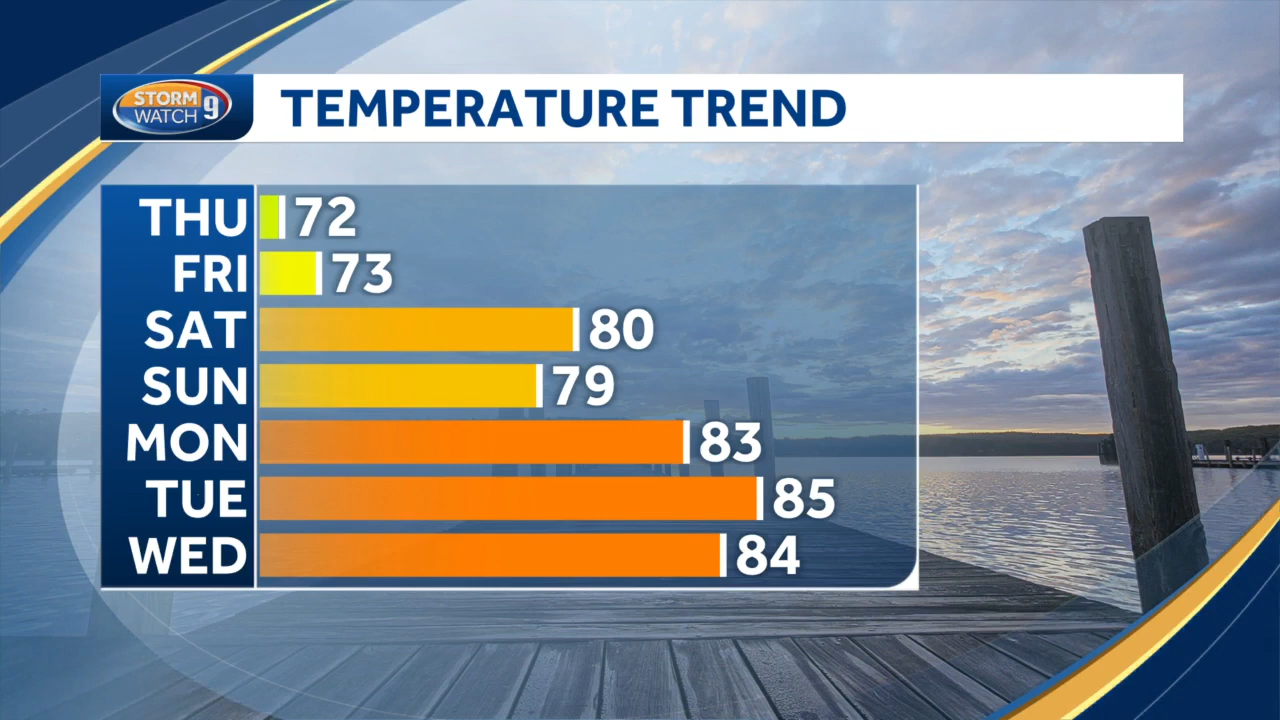 STORM
WATCH 9
TEMPERATURE TREND
THU 72
FRI 73
SAT 80
SUN 79
MON 83
TUE 85
WED 84